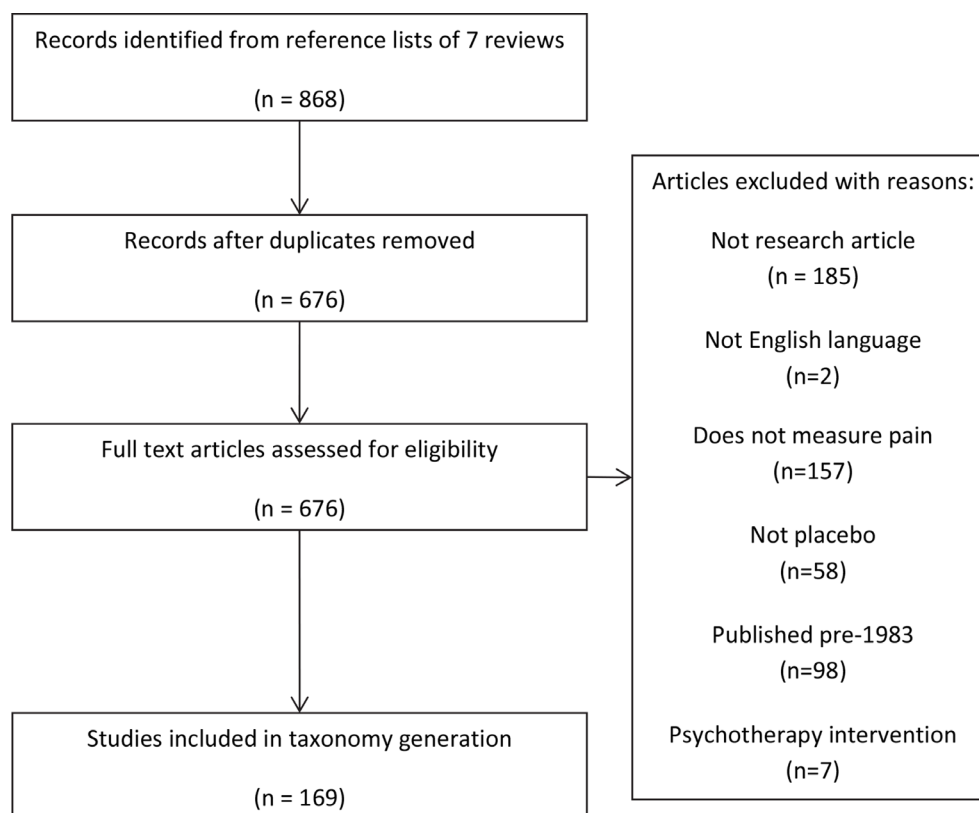 Records identified from reference lists of 7 reviews
(n = 868)
Records after duplicates removed
(n = 676)
Full text articles assessed for eligibility
(n = 676)
Studies included in taxonomy generation
(n = 169)
Articles excluded with reasons:
Not research article
(n = 185)
Not English language
(n=2)
Does not measure pain
(n=157)
Not placebo
(n=58)
Published pre-1983
(n=98)
Psychotherapy intervention
(n=7)